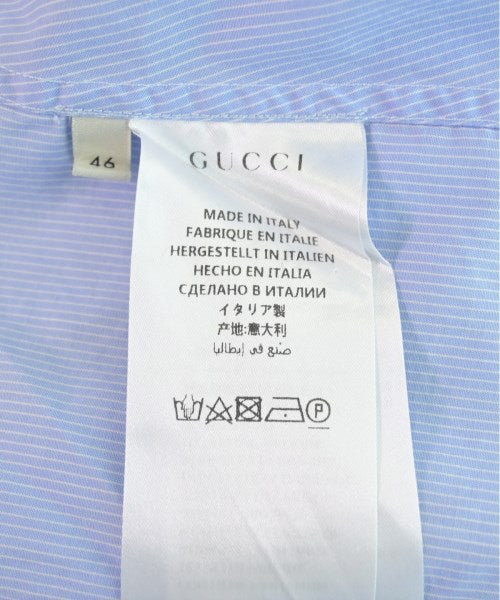 46
GUCCI
MADE IN ITALY
FABRIQUE EN ITALIE
HERGESTELLT IN ITALIEN
HECHO EN ITALIA
СДЕЛАНО В ИТАЛИИ
イタリア製
产地:意大利
صنع في إيطاليا
P